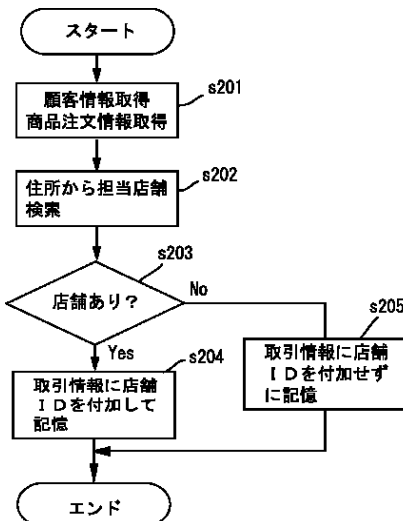 スタート
s201
顧客情報取得
商品注文情報取得
s202
住所から担当店舗
検索
s203
店舗あり？
No
Yes
s204
取引情報に店舗
ＩＤを付加して
記憶
s205
取引情報に店舗
ＩＤを付加せず
に記憶
エンド